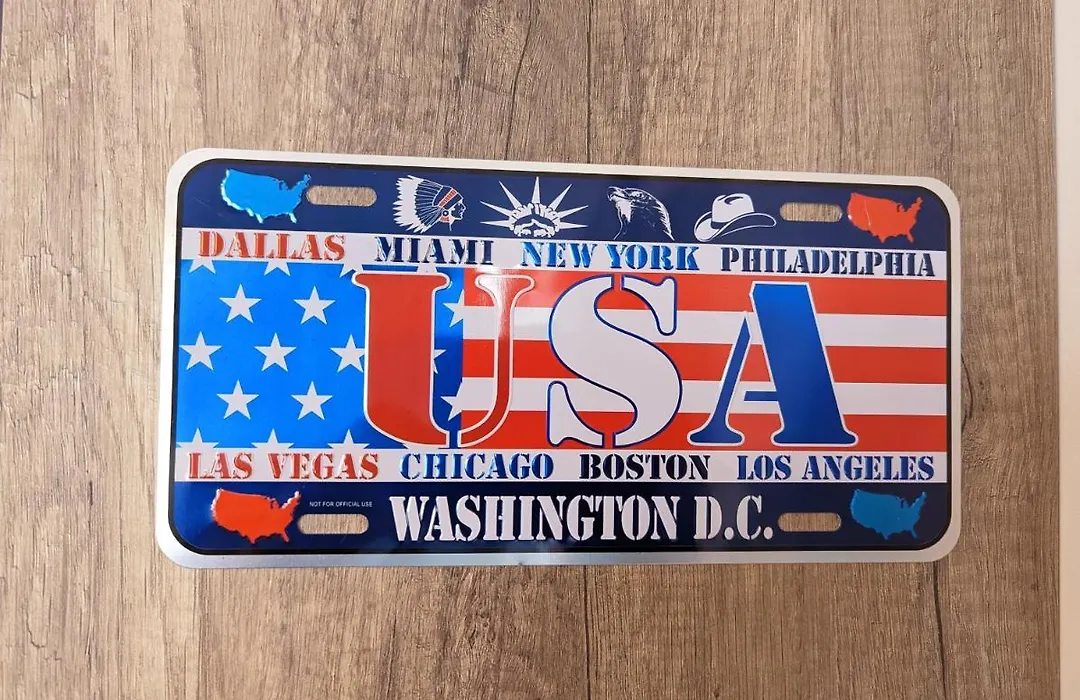 DALLAS MIAMI NEW YORK PHILADELPHIA
USA
LAS VEGAS CHICAGO BOSTON LOS ANGELES
NOT FOR OFFICIAL USE
WASHINGTON D.C.